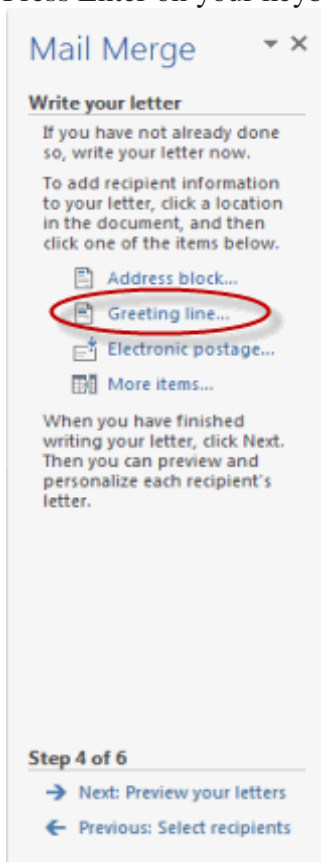 Press Enter on your keyb
Mail Merge
Write your letter
If you have not already done
so, write your letter now.
To add recipient information
to your letter, click a location
in the document, and then
click one of the items below.
Address block...
Greeting line...
Electronic postage...
More items...
When you have finished
writing your letter, click Next.
Then you can preview and
personalize each recipient's
letter.
Step 4 of 6
Next: Preview your letters
Previous: Select recipients